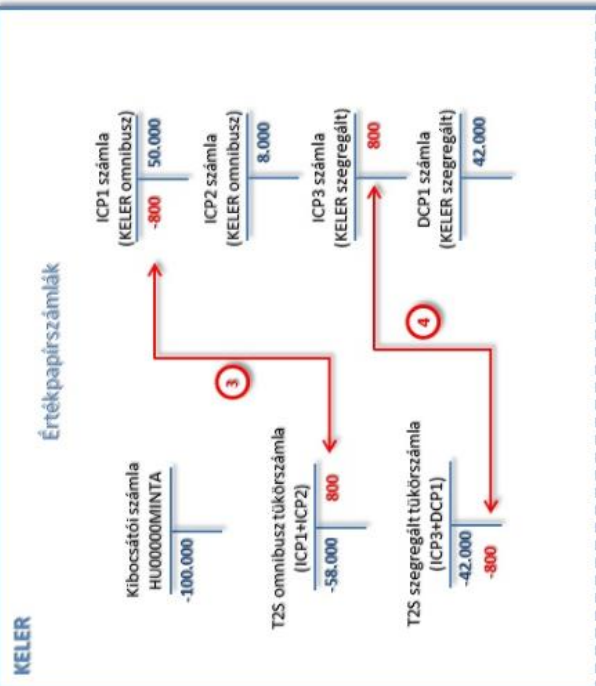 KELER
Értékpapírszámlák
Kibocsátói számla
HU00000MINTA
-100.000
T2S omnibusz tükörszámla
(ICP1+ICP2)
-58.000 800
T2S szegregált tükörszámla
(ICP3+DCP1)
-42.000
-800
3
4
ICP1 számla
(KELER omnibusz)
-800 50.000
ICP2 számla
(KELER omnibusz)
8.000
ICP3 számla
(KELER szegregált)
800
DCP1 számla
(KELER szegregált)
42.000